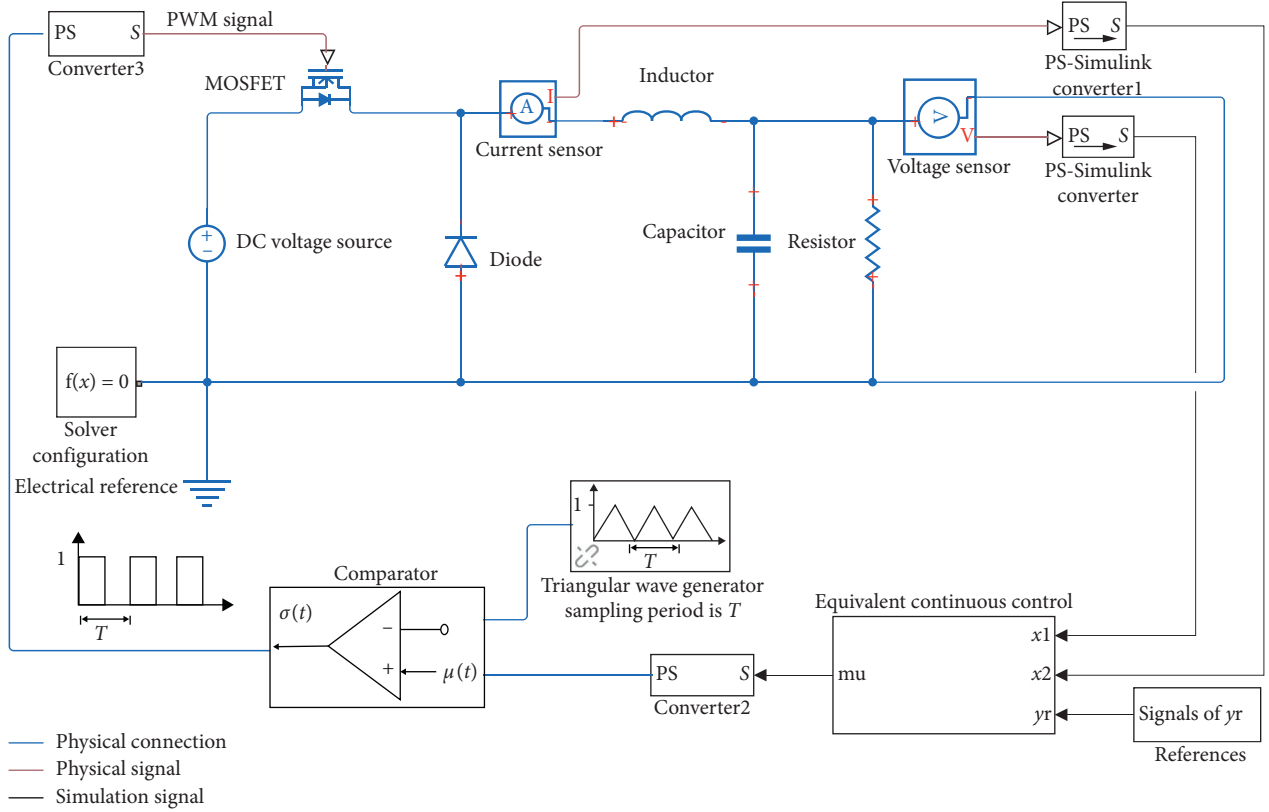 PS S
Converter3
PWM signal
MOSFET
A
I
Current sensor
Inductor
V
V
Voltage sensor
PS S
PS-Simulink
converter1
PS S
PS-Simulink
converter
DC voltage source
Diode
Capacitor
Resistor
f(x) = 0
Solver
configuration
Electrical reference
1
T
Comparator
σ(t)
−
+
μ(t)
1
T
Triangular wave generator
sampling period is T
PS S
Converter2
Equivalent continuous control
mu
x1
x2
yr
Signals of yr
References
Physical connection
Physical signal
Simulation signal